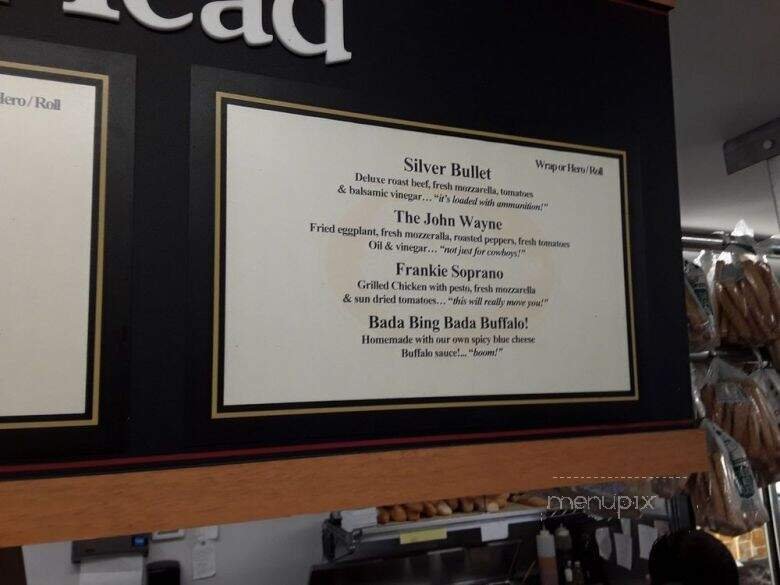 Head
Hero / Roll
Wrap or Hero / Roll
Silver Bullet
Deluxe roast beef, fresh mozzarella, tomatoes
& balsamic vinegar… “it's loaded with ammunition!”
The John Wayne
Fried eggplant, fresh mozzeralla, roasted peppers, fresh tomatoes
Oil & vinegar… “not just for cowboys!”
Frankie Soprano
Grilled Chicken with pesto, fresh mozzarella
& sun dried tomatoes… “this will really move you!”
Bada Bing Bada Buffalo!
Homemade with our own spicy blue cheese
Buffalo sauce!... “boom!”
menupix